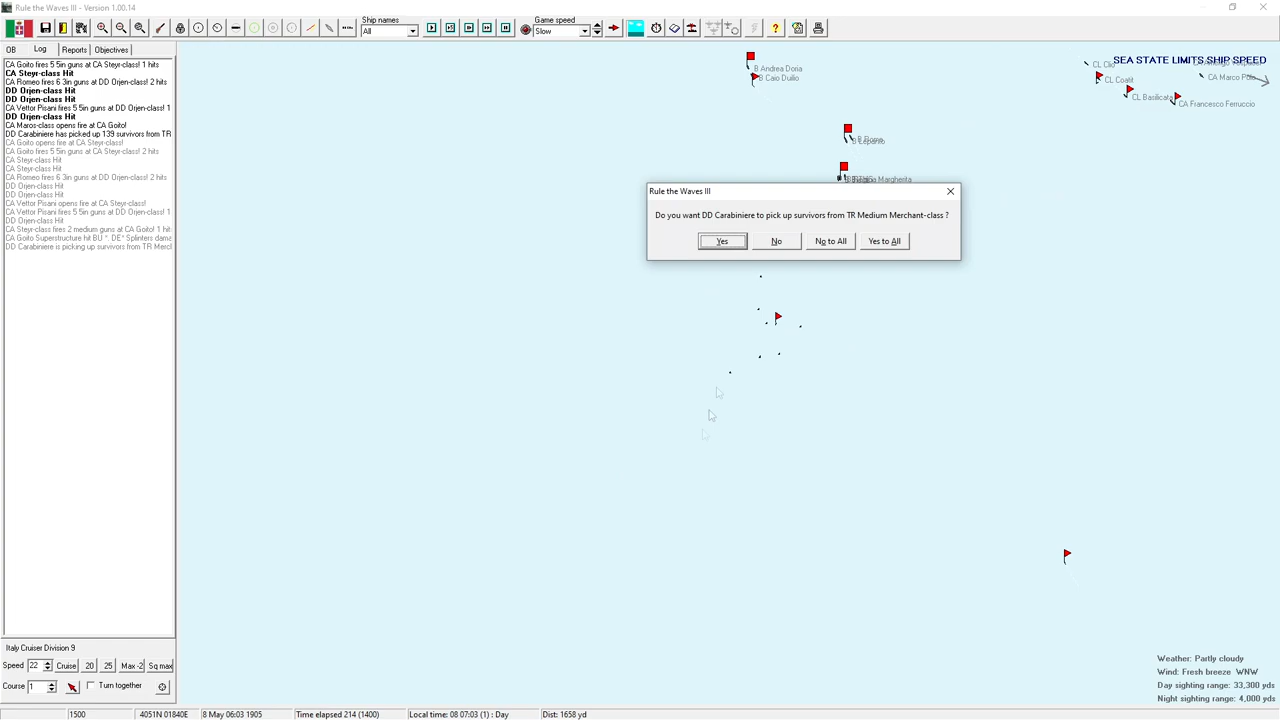 Rule the Waves III - Version 1.00.14
Ship names
All
Game speed
Slow
OB
Log
Reports
Objectives
CA Goito fires 5 5in guns at CA Steyr-class! 1 hits
CA Steyr-class Hit
CA Romeo fires 6 3in guns at DD Orjen-class! 2 hits
DD Orjen-class Hit
DD Orjen-class Hit
CA Vettor Pisani fires 5 5in guns at DD Orjen-class! 1
DD Orjen-class Hit
CA Maros-class opens fire at CA Goito!
DD Carabiniere has picked up 139 survivors from TR
CA Goito opens fire at CA Steyr-class!
CA Goito fires 5 5in guns at CA Steyr-class! 2 hits
CA Steyr-class Hit
CA Steyr-class Hit
CA Romeo fires 6 3in guns at DD Orjen-class! 2 hits
DD Orjen-class Hit
DD Orjen-class Hit
CA Vettor Pisani opens fire at CA Steyr-class!
CA Vettor Pisani fires 5 5in guns at DD Orjen-class! 1
DD Orjen-class Hit
CA Steyr-class fires 2 medium guns at CA Goito! 1 hit
CA Goito Superstructure hit BU *. DE* Splinters dama
DD Carabiniere is picking up survivors from TR Merc
B Andrea Doria
B Caio Duilio
CL Clio
SEA STATE LIMITS SHIP SPEED
CL Coatit
CA Marco Polo
CL Basilicata
CA Francesco Ferruccio
B Lepanto
Margherita
Rule the Waves III
Do you want DD Carabiniere to pick up survivors from TR Medium Merchant-class ?
Yes
No
No to All
Yes to All
Italy Cruiser Division 9
Speed
22
Cruise
20
25
Max -2
Sq max
Course
1
Turn together
Weather: Partly cloudy
Wind: Fresh breeze WNW
Day sighting range: 33,300 yds
Night sighting range: 4,000 yds
1500
4051N 01840E
8 May 06:03 1905
Time elapsed 214 (1400)
Local time: 08 07:03 (1) : Day
Dist: 1658 yd